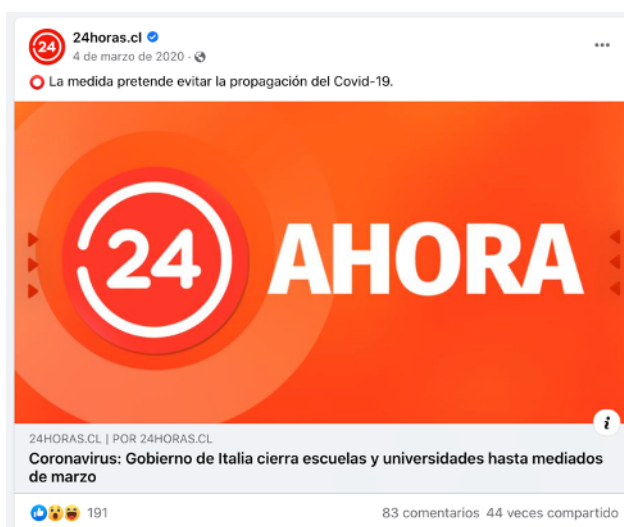 24horas.cl
4 de marzo de 2020 ·
La medida pretende evitar la propagación del Covid-19.
24 AHORA
24HORAS.CL | POR 24HORAS.CL
Coronavirus: Gobierno de Italia cierra escuelas y universidades hasta mediados
de marzo
191
83 comentarios 44 veces compartido